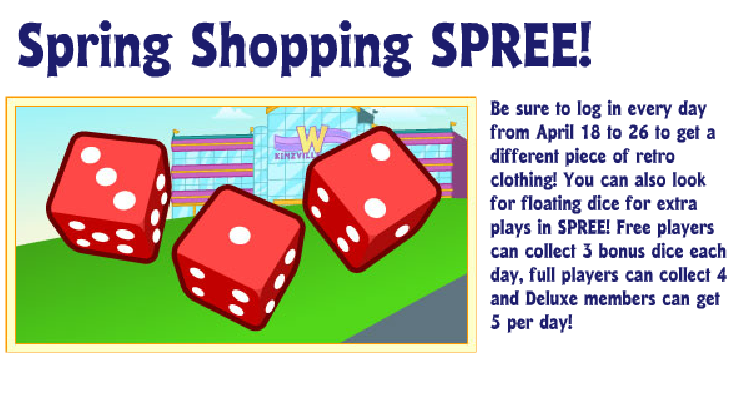 Spring Shopping SPREE!
W
KINZVILLE
Be sure to log in every day
from April 18 to 26 to get a
different piece of retro
clothing! You can also look
for floating dice for extra
plays in SPREE! Free players
can collect 3 bonus dice each
day, full players can collect 4
and Deluxe members can get
5 per day!